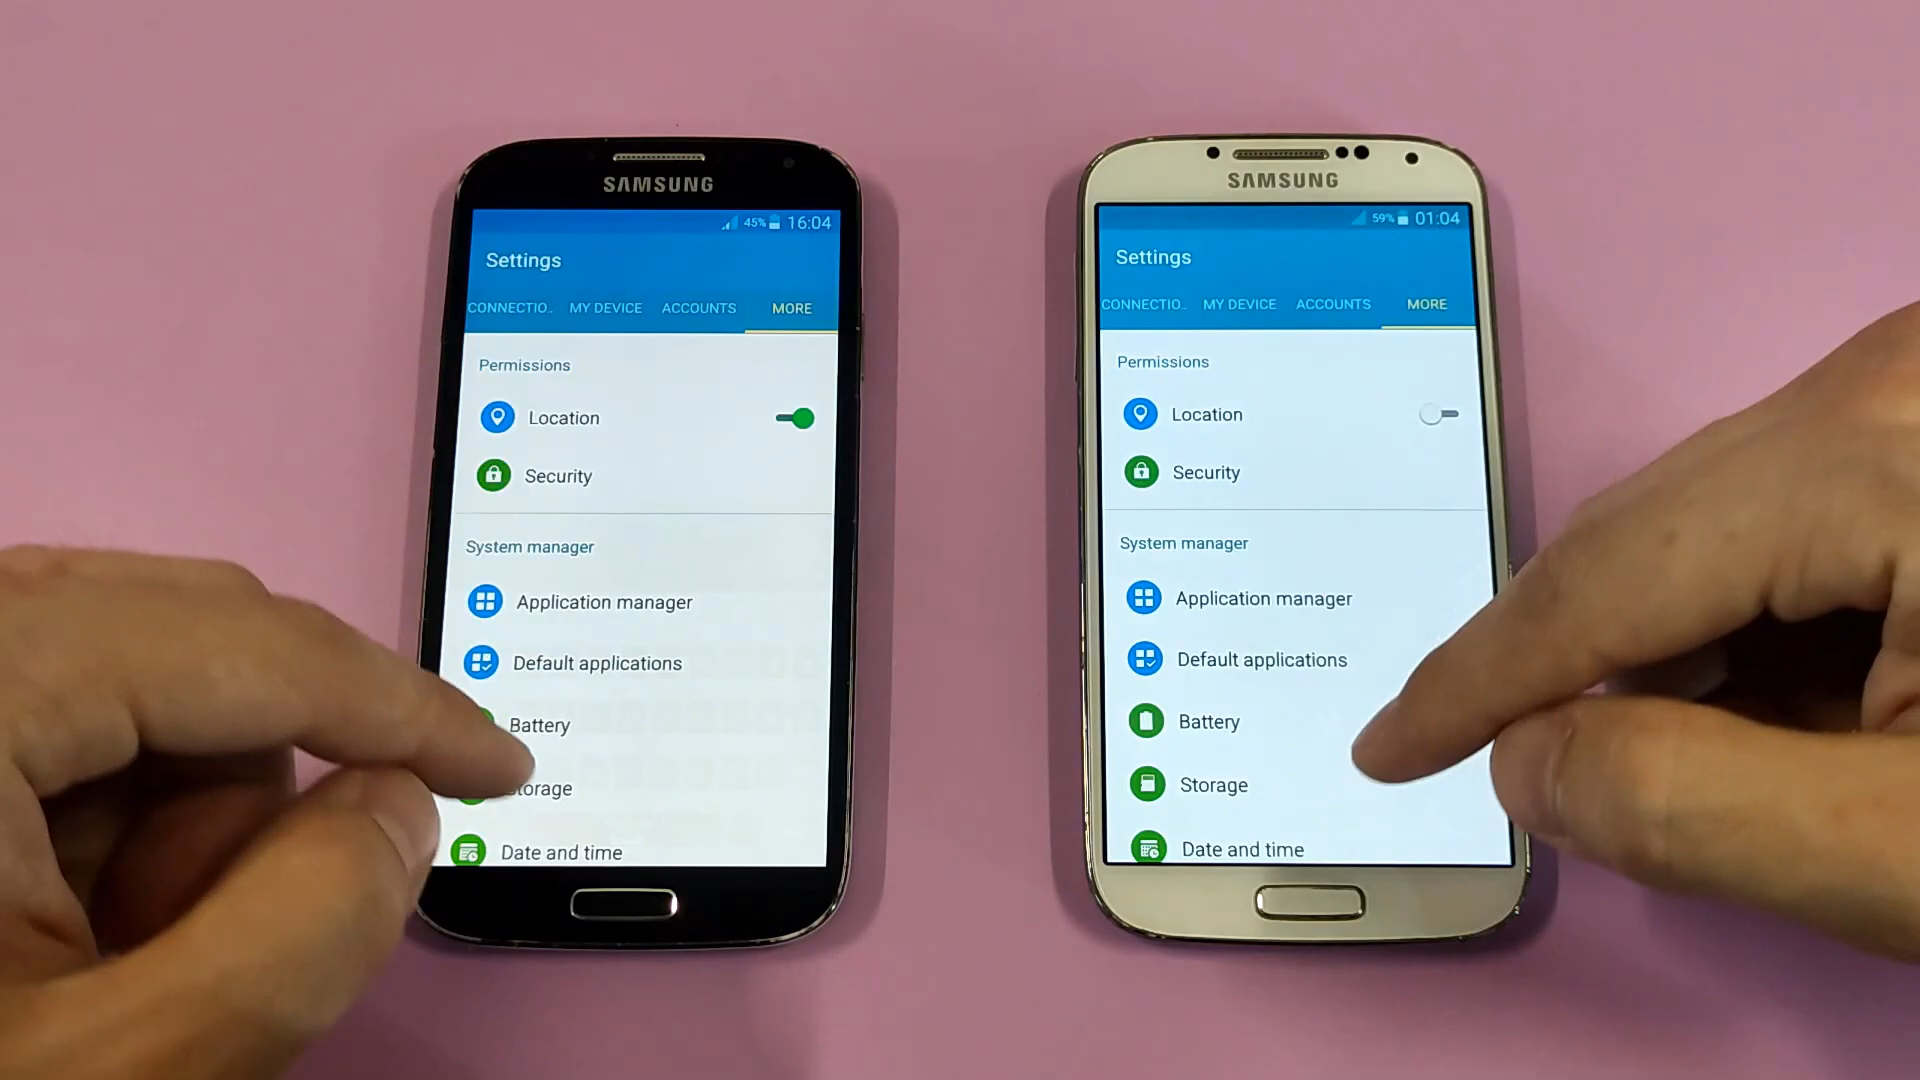 SAMSUNG
45% 16:04
Settings
CONNECTIO.. MY DEVICE ACCOUNTS MORE
Permissions
Location
Security
System manager
Application manager
Default applications
Battery
Storage
Date and time
SAMSUNG
59% 01:04
Settings
CONNECTIO.. MY DEVICE ACCOUNTS MORE
Permissions
Location
Security
System manager
Application manager
Default applications
Battery
Storage
Date and time